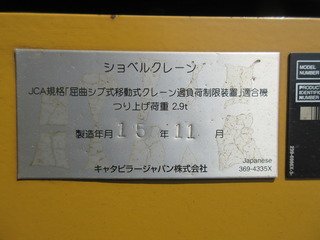 ショベルクレーン
JCA規格「屈曲ジブ式移動式クレーン過負荷制限装置」適合機
つり上げ荷重 2.9t
製造年月 15年 11 月
キャタピラージャパン株式会社
Japanese
369-4335X
MODEL
NUMBER
PRODUCT
IDENTIFI
NUMBER